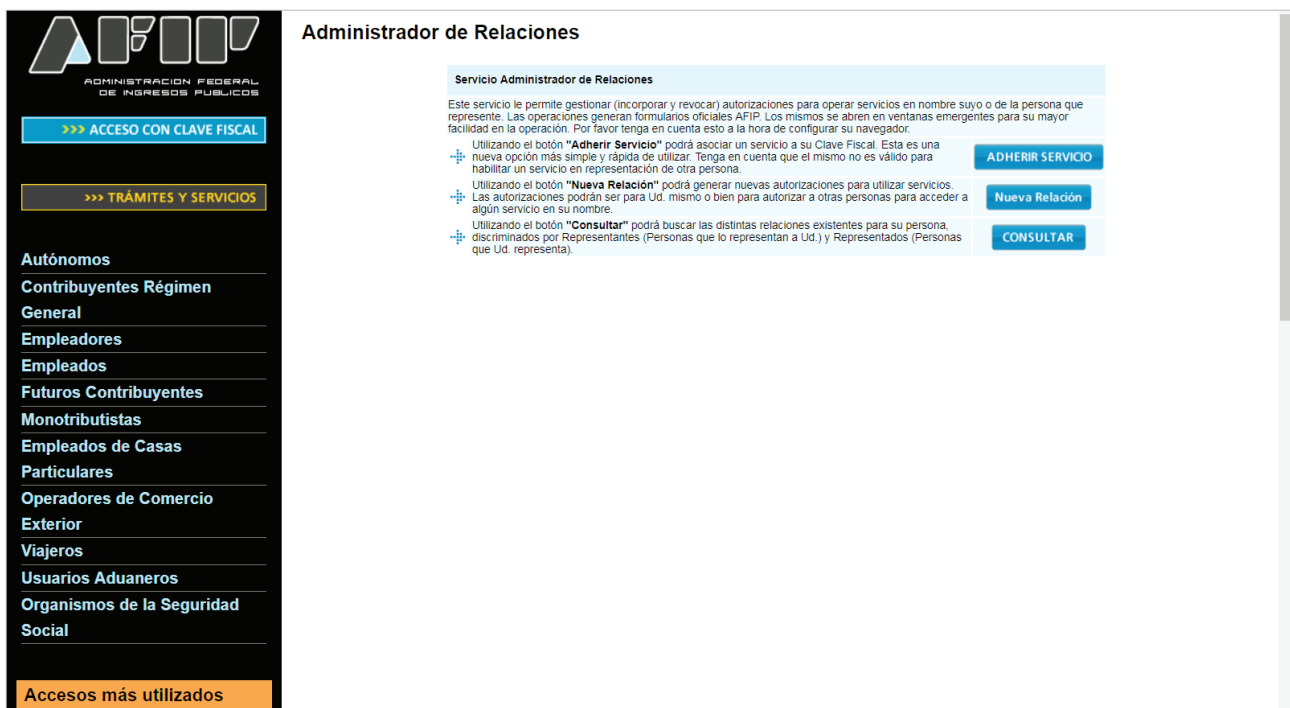 AFIP
ADMINISTRACION FEDERAL
DE INGRESOS PUBLICOS
>>> ACCESO CON CLAVE FISCAL
>>> TRÁMITES Y SERVICIOS
Autónomos
Contribuyentes Régimen
General
Empleadores
Empleados
Futuros Contribuyentes
Monotributistas
Empleados de Casas
Particulares
Operadores de Comercio
Exterior
Viajeros
Usuarios Aduaneros
Organismos de la Seguridad
Social
Accesos más utilizados
Administrador de Relaciones
Servicio Administrador de Relaciones
Este servicio le permite gestionar (incorporar y revocar) autorizaciones para operar servicios en nombre suyo o de la persona que
represente. Las operaciones generan formularios oficiales AFIP. Los mismos se abren en ventanas emergentes para su mayor
facilidad en la operación. Por favor tenga en cuenta esto a la hora de configurar su navegador.
Utilizando el botón "Adherir Servicio" podrá asociar un servicio a su Clave Fiscal. Esta es una
nueva opción más simple y rápida de utilizar. Tenga en cuenta que el mismo no es válido para
habilitar un servicio en representación de otra persona.
ADHERIR SERVICIO
Utilizando el botón "Nueva Relación" podrá generar nuevas autorizaciones para utilizar servicios.
Las autorizaciones podrán ser para Ud. mismo o bien para autorizar a otras personas para acceder a
algún servicio en su nombre.
Nueva Relación
Utilizando el botón "Consultar" podrá buscar las distintas relaciones existentes para su persona,
discriminados por Representantes (Personas que lo representan a Ud.) y Representados (Personas
que Ud. representa).
CONSULTAR